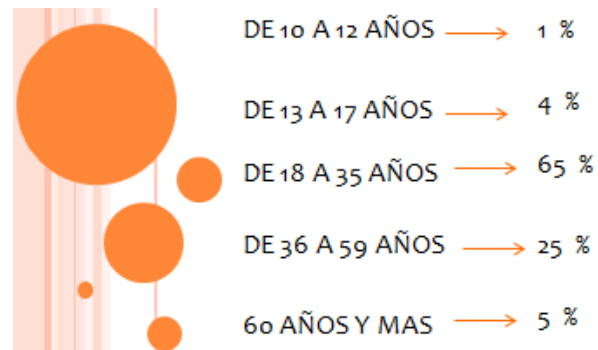 DE 10 A 12 AÑOS → 1 %
DE 13 A 17 AÑOS → 4 %
DE 18 A 35 AÑOS → 65 %
DE 36 A 59 AÑOS → 25 %
60 AÑOS Y MAS → 5 %